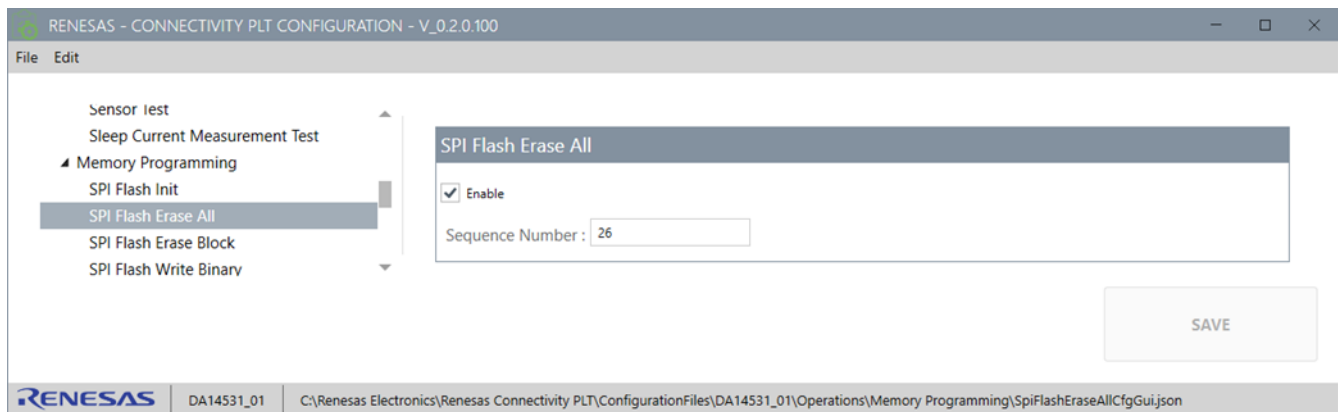 RENESAS - CONNECTIVITY PLT CONFIGURATION - V_0.2.0.100
File Edit
Sensor Test
Sleep Current Measurement Test
Memory Programming
SPI Flash Init
SPI Flash Erase All
SPI Flash Erase Block
SPI Flash Write Binary
SPI Flash Erase All
Enable
Sequence Number : 26
SAVE
RENESAS DA14531_01 C:\Renesas Electronics\Renesas Connectivity PLT\ConfigurationFiles\DA14531_01\Operations\Memory Programming\SpiFlashEraseAllCfgGui.json